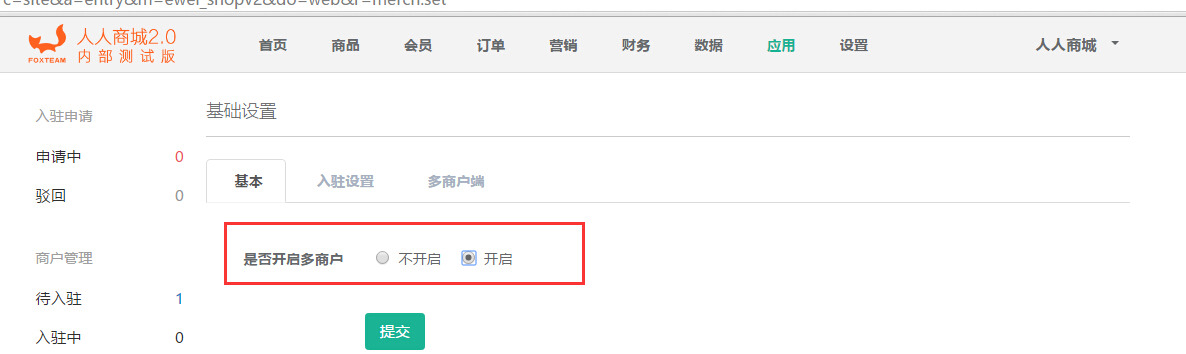 c=site&a=entry&m=ewei_shopv2&do=web&r=merch.set
人人商城2.0
内部测试版
FOXTEAM
首页 商品 会员 订单 营销 财务 数据 应用 设置 人人商城
入驻申请
基础设置
申请中 0
基本 入驻设置 多商户端
驳回 0
商户管理
是否开启多商户 不开启 开启
待入驻 1
提交
入驻中 0